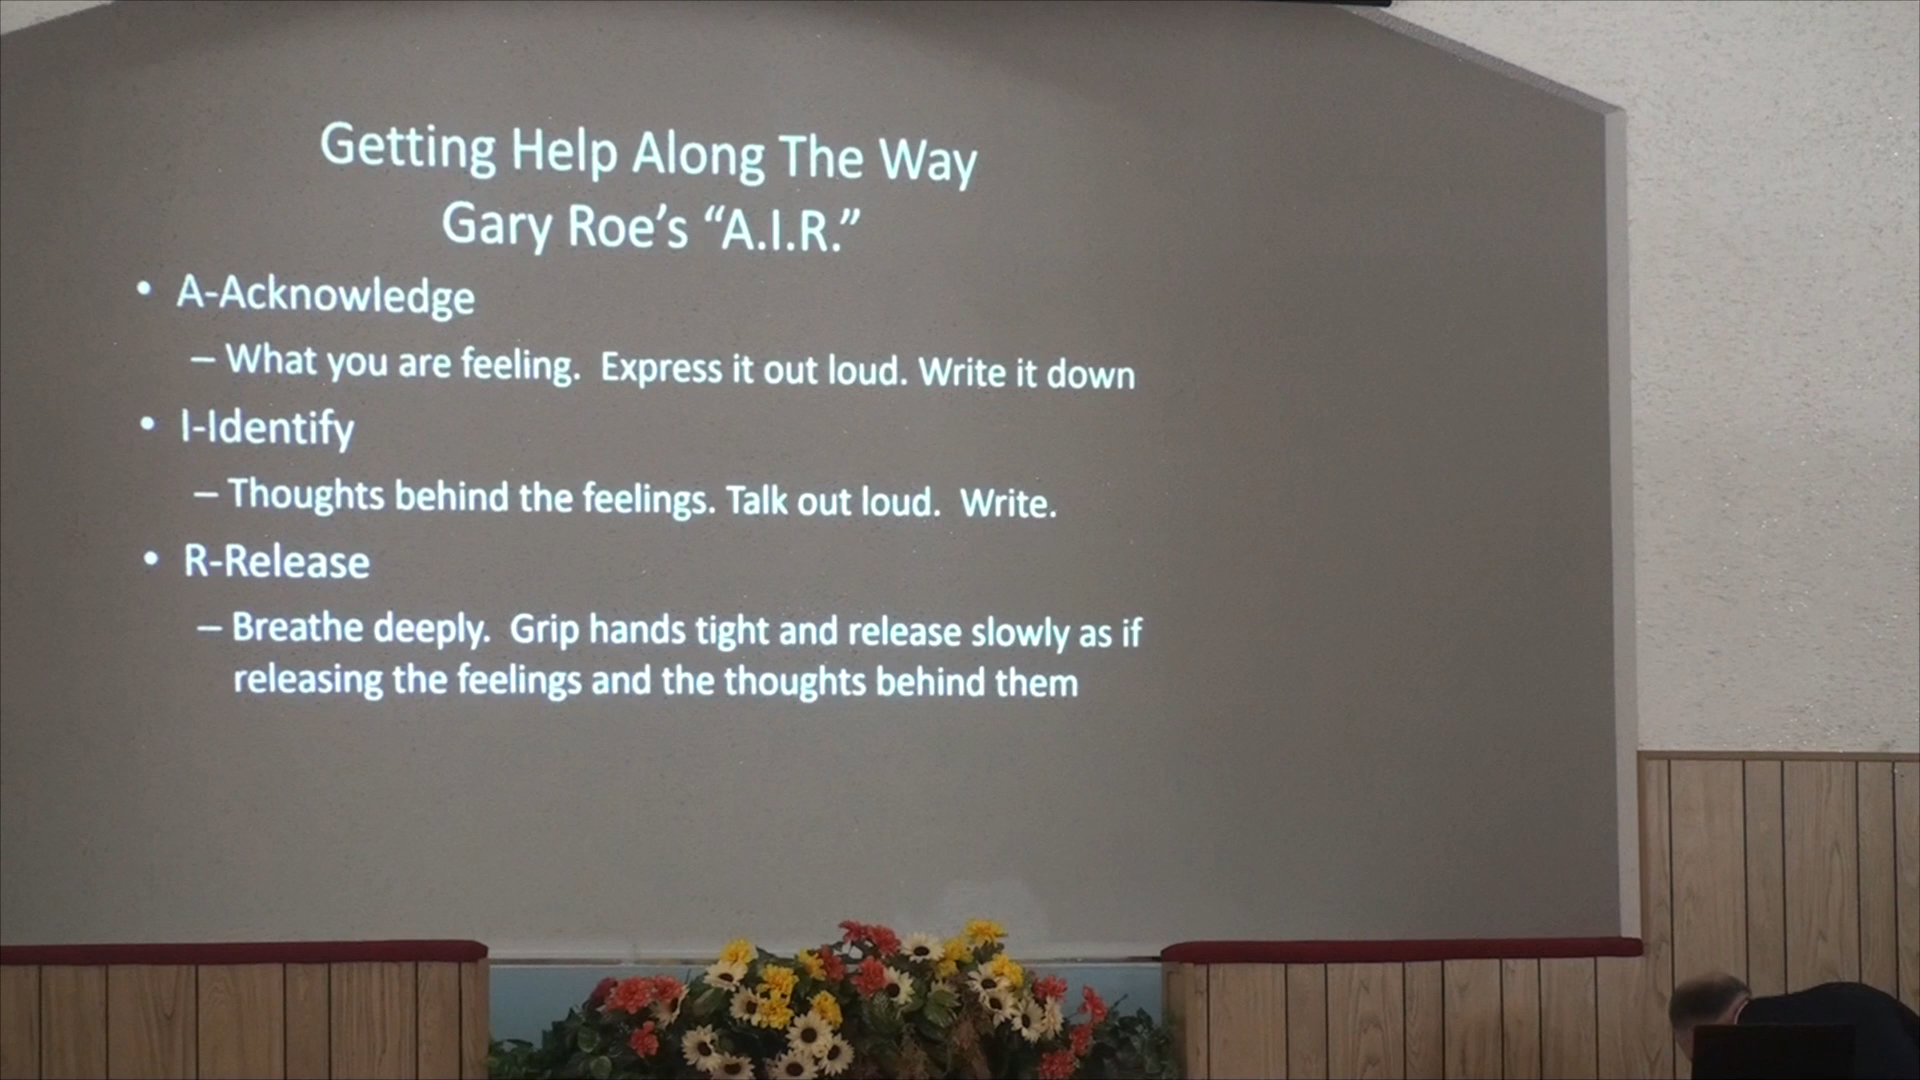 Getting Help Along The Way
Gary Roe’s “A.I.R.”
• A-Acknowledge
– What you are feeling.  Express it out loud. Write it down
• I-Identify
– Thoughts behind the feelings. Talk out loud.  Write.
• R-Release
– Breathe deeply.  Grip hands tight and release slowly as if
releasing the feelings and the thoughts behind them